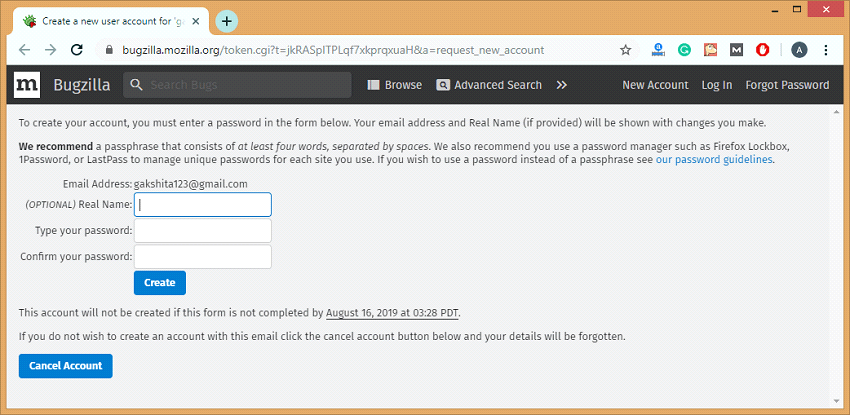 Create a new user account for 'ga
bugzilla.mozilla.org/token.cgi?t=jkRASpITPLqf7xkprqxuaH&a=request_new_account
m Bugzilla Search Bugs Browse Advanced Search New Account Log In Forgot Password
To create your account, you must enter a password in the form below. Your email address and Real Name (if provided) will be shown with changes you make.
We recommend a passphrase that consists of at least four words, separated by spaces. We also recommend you use a password manager such as Firefox Lockbox,
1Password, or LastPass to manage unique passwords for each site you use. If you wish to use a password instead of a passphrase see our password guidelines.
Email Address: gakshita123@gmail.com
(OPTIONAL) Real Name:
Type your password:
Confirm your password:
Create
This account will not be created if this form is not completed by August 16, 2019 at 03:28 PDT.
If you do not wish to create an account with this email click the cancel account button below and your details will be forgotten.
Cancel Account